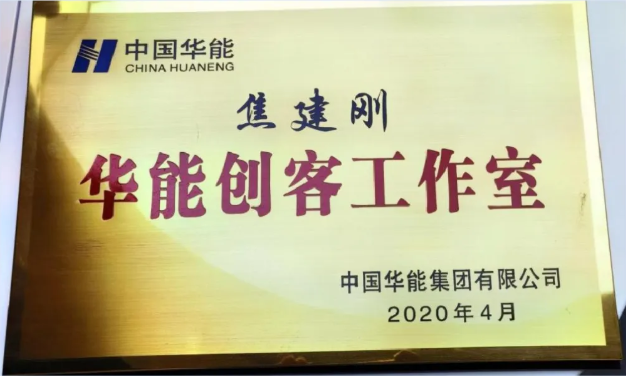 中国华能
CHINA HUANENG
焦建刚
华能创客工作室
中国华能集团有限公司
2020年4月